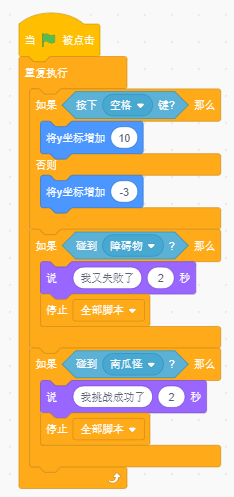 当 被点击
重复执行
如果 按下 空格 键? 那么
将y坐标增加 10
否则
将y坐标增加 -3
如果 碰到 障碍物 ? 那么
说 我又失败了 2 秒
停止 全部脚本
如果 碰到 南瓜怪 ? 那么
说 我挑战成功了 2 秒
停止 全部脚本